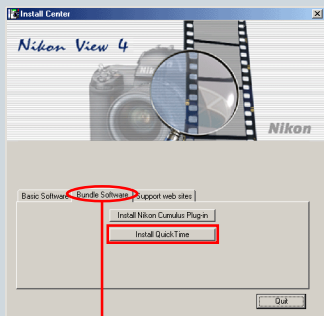 Install Center
Nikon View 4
Nikon
Basic Software
Bundle Software
Support web sites
Install Nikon Cumulus Plug-in
Install QuickTime
Quit